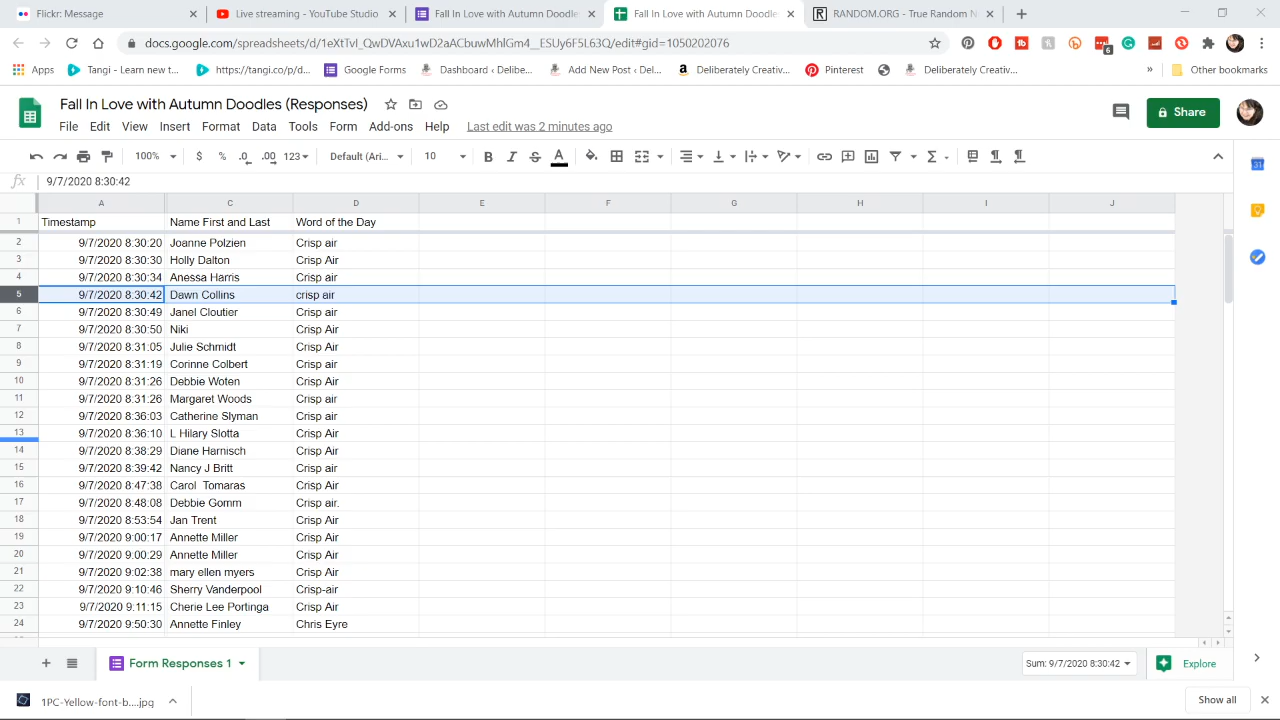 Flickr: Message
Live streaming - YouTube Studio
Fall In Love with Autumn Doodles
Fall In Love with Autumn Doodles
RANDOM.ORG - True Random N
Apps
Tangi – Learn new t...
https://tangi.co/p/d...
Google Forms
Dashboard ‹ Delibe...
Add New Post ‹ Del...
Deliberately Creativ...
Pinterest
Deliberately Creativ...
»
Other bookmarks
Fall In Love with Autumn Doodles (Responses)
Share
File Edit View Insert Format Data Tools Form Add-ons Help Last edit was 2 minutes ago
100% $ % .0 .00 123 Default (Ari... 10 B I S A
fx 9/7/2020 8:30:42
A C D E F G H I J
1 Timestamp Name First and Last Word of the Day
2 9/7/2020 8:30:20 Joanne Polzien Crisp air
3 9/7/2020 8:30:30 Holly Dalton Crisp Air
4 9/7/2020 8:30:34 Anessa Harris Crisp air
5 9/7/2020 8:30:42 Dawn Collins crisp air
6 9/7/2020 8:30:49 Janel Cloutier Crisp air
7 9/7/2020 8:30:50 Niki Crisp Air
8 9/7/2020 8:31:05 Julie Schmidt Crisp Air
9 9/7/2020 8:31:19 Corinne Colbert Crisp air
10 9/7/2020 8:31:26 Debbie Woten Crisp Air
11 9/7/2020 8:31:26 Margaret Woods Crisp air
12 9/7/2020 8:36:03 Catherine Slyman Crisp air
13 9/7/2020 8:36:10 L Hilary Slotta Crisp Air
14 9/7/2020 8:38:29 Diane Harnisch Crisp Air
15 9/7/2020 8:39:42 Nancy J Britt Crisp air
16 9/7/2020 8:47:38 Carol Tomaras Crisp Air
17 9/7/2020 8:48:08 Debbie Gomm Crisp air.
18 9/7/2020 8:53:54 Jan Trent Crisp Air
19 9/7/2020 9:00:17 Annette Miller Crisp Air
20 9/7/2020 9:00:29 Annette Miller Crisp Air
21 9/7/2020 9:02:38 mary ellen myers Crisp Air
22 9/7/2020 9:10:46 Sherry Vanderpool Crisp-air
23 9/7/2020 9:11:15 Cherie Lee Portinga Crisp Air
24 9/7/2020 9:50:30 Annette Finley Chris Eyre
Form Responses 1
Sum: 9/7/2020 8:30:42
Explore
1PC-Yellow-font-b....jpg
Show all